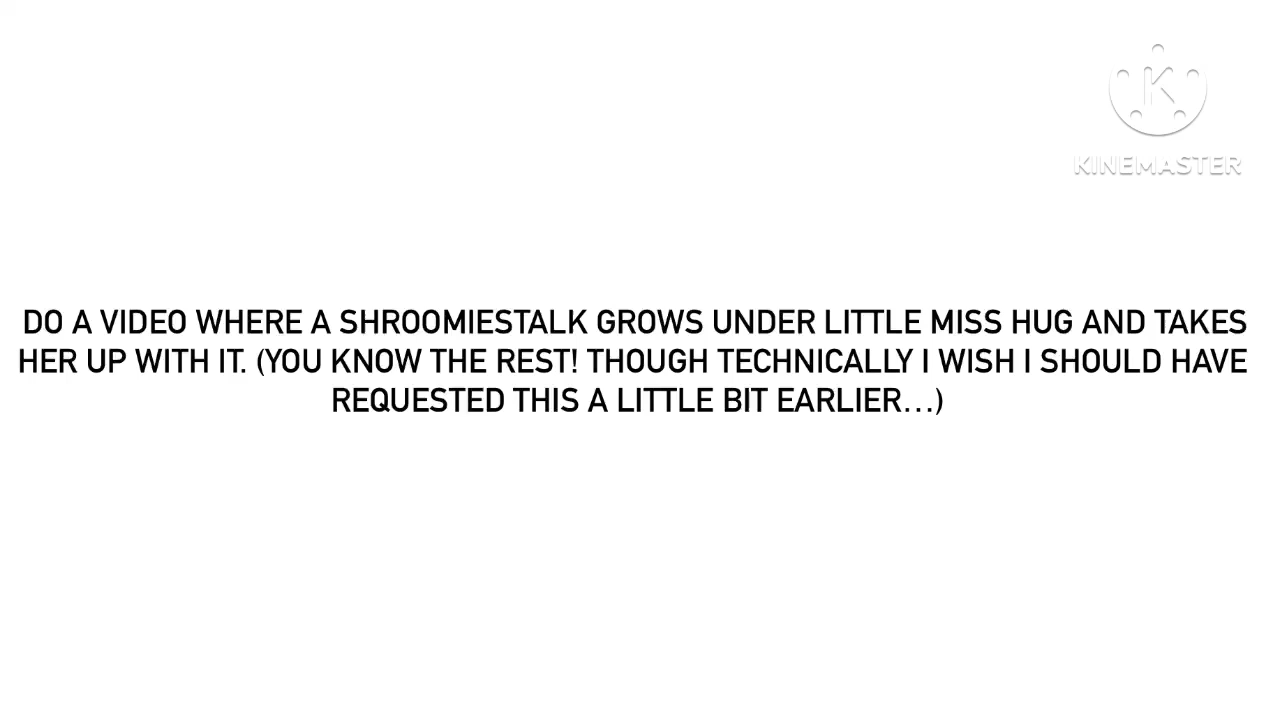 KINEMASTER
DO A VIDEO WHERE A SHROOMIESTALK GROWS UNDER LITTLE MISS HUG AND TAKES
HER UP WITH IT. (YOU KNOW THE REST! THOUGH TECHNICALLY I WISH I SHOULD HAVE
REQUESTED THIS A LITTLE BIT EARLIER...)